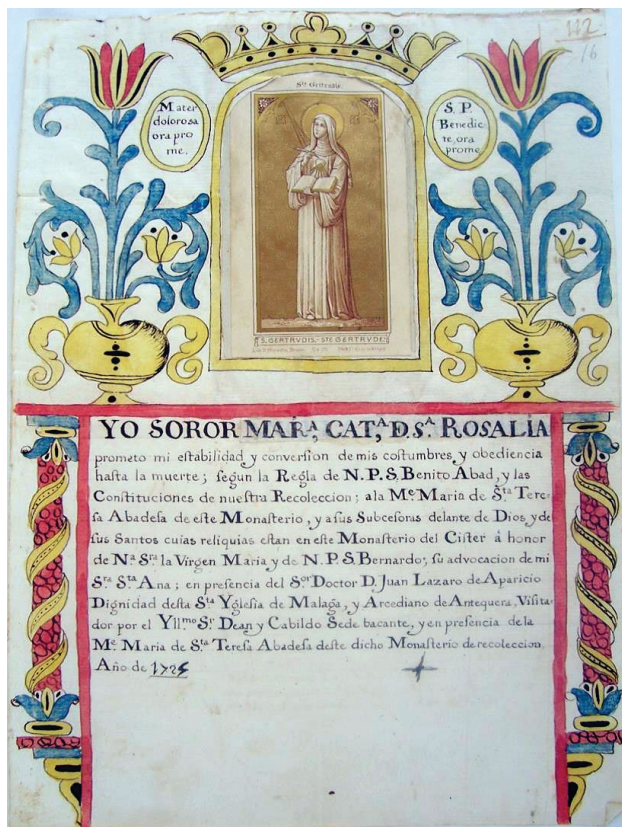 112
16
Sta Gertrudis.
Mater
dolorosa
ora pro
me.
S. P.
Benedic-
te, ora
prome
S. GERTRUDIS.- STE GERTRUDE.
YO SOROR MARA, CAT,A D. SA. ROSALIA
prometo mi estabilidad y conversion de mis costumbres y obediencia
hasta la muerte; segun la Regla de N. P. S. Benito Abad, y las
Constituciones de nuestra Recoleccion; a la Me Maria de Sta Tere-
sa Abadesa de este Monasterio, y a sus Subcesoras delante de Dios, y de
sus Santos cuias reliquias estan en este Monasterio del Cister á honor
de Na Sra la Virgen Maria, y de N. P. S. Bernardo; su advocacion de mi
Sra Sta Ana; en presencia del Sor Doctor D. Juan Lazaro de Aparicio
Dignidad desta Sta Yglesia de Malaga, y Arcediano de Antequera, Visita-
dor por el Yllmo Sr Dean y Cabildo Sede bacante, y en presencia de la
Me Maria de Sta Teresa Abadesa deste dicho Monasterio de recoleccion,
Año de 1725